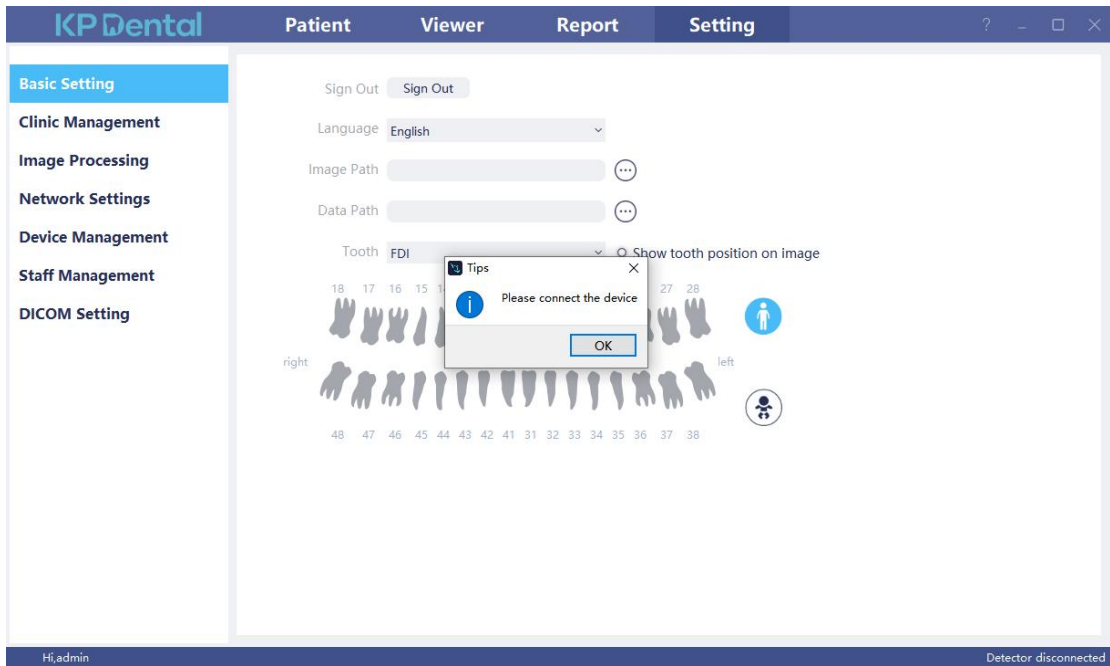 KP Dental Patient Viewer Report Setting ?
Basic Setting
Clinic Management
Image Processing
Network Settings
Device Management
Staff Management
DICOM Setting
Sign Out Sign Out
Language English
Image Path
Data Path
Tooth FDI Show tooth position on image
Tips
Please connect the device
OK
18 17 16 15 27 28
right left
48 47 46 45 44 43 42 41 31 32 33 34 35 36 37 38
Hi,admin Detector disconnected